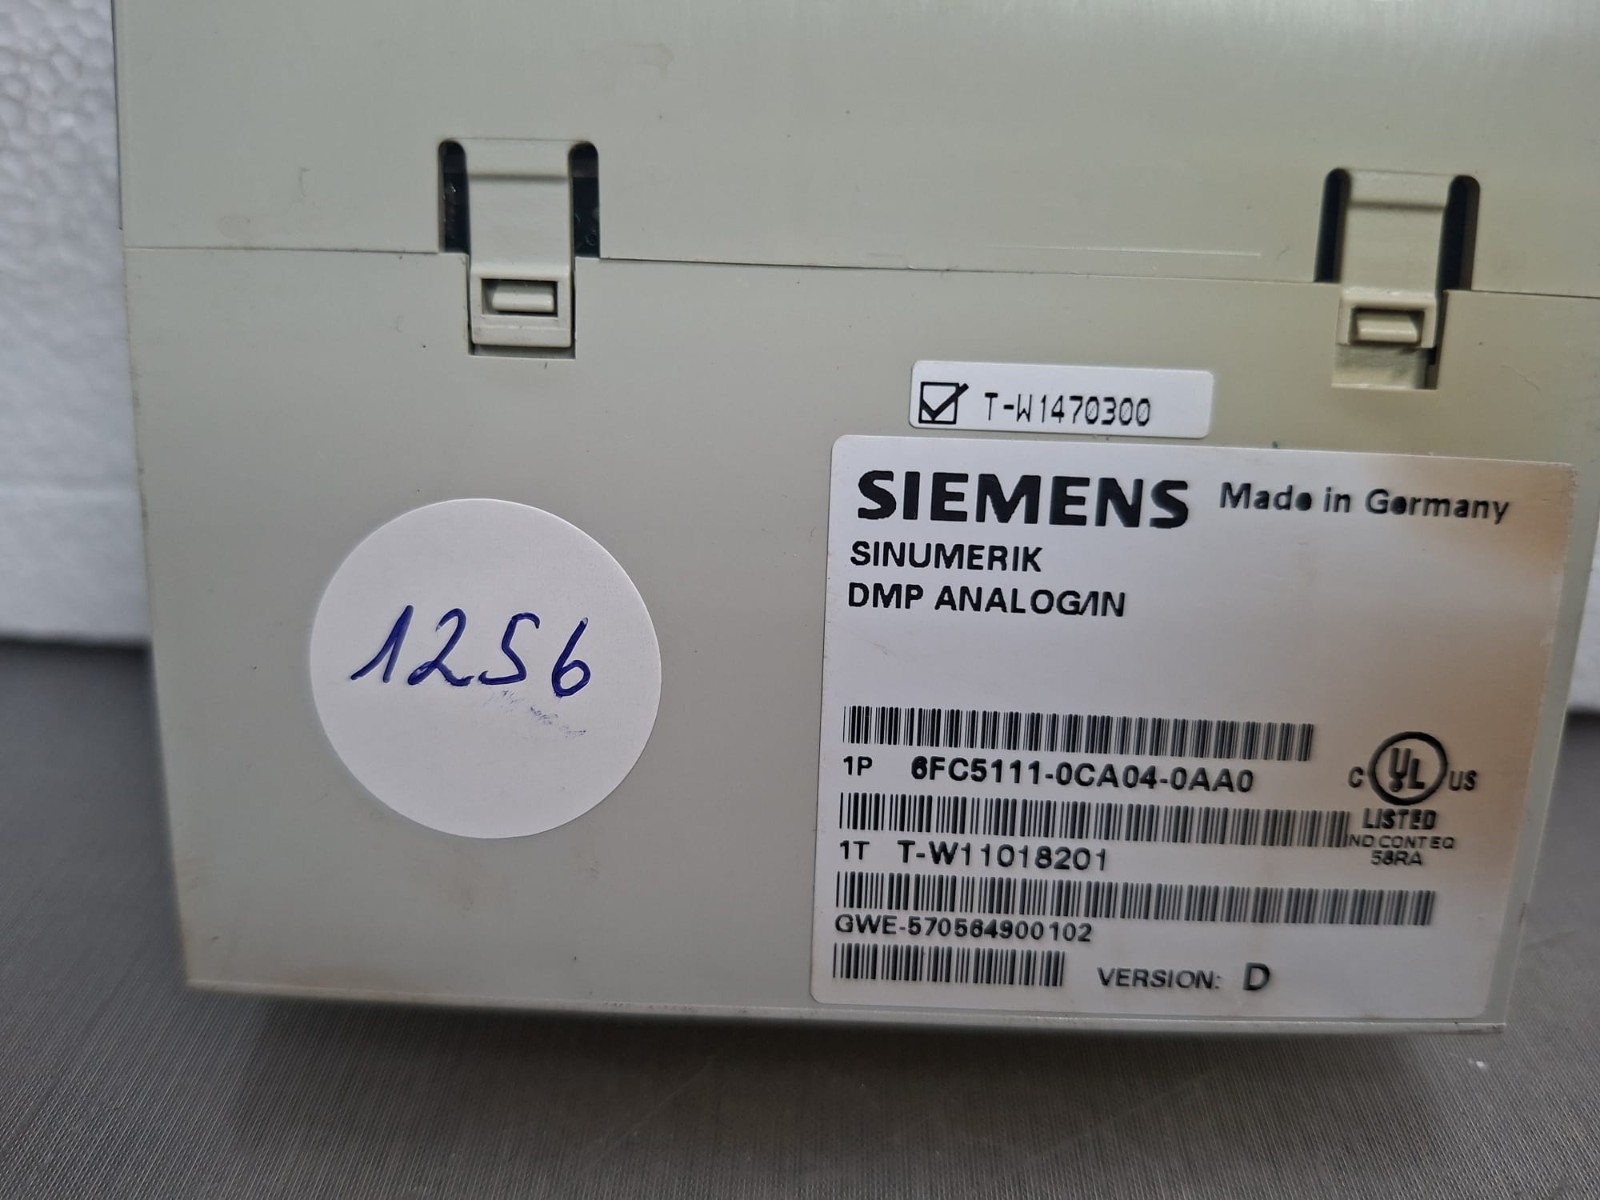 T-W1470300
SIEMENS Made in Germany
SINUMERIK
DMP ANALOG/IN
1256
1P 6FC5111-0CA04-0AA0
C UL US
LISTED
IND CONT EQ
58RA
1T T-W11018201
GWE-570564900102
VERSION: D